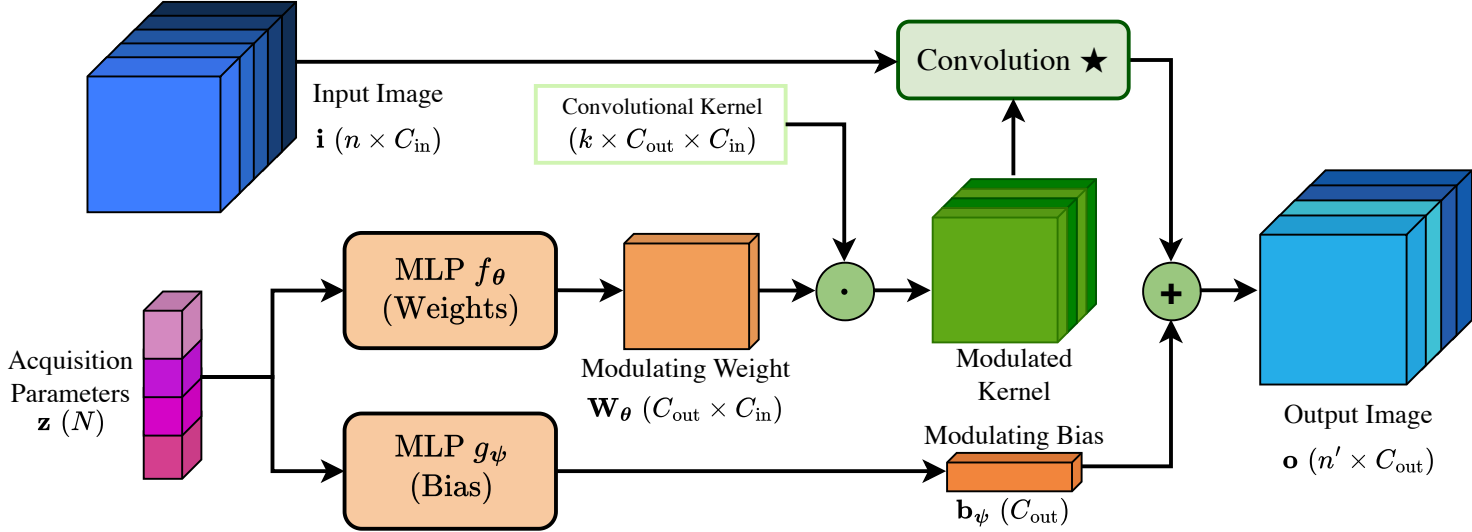 Convolution ★
Input Image
i (n × C_in)
Convolutional Kernel
(k × C_out × C_in)
MLP f_θ
(Weights)
·
+
Acquisition
Parameters
z (N)
Modulating Weight
W_θ (C_out × C_in)
Modulated
Kernel
MLP g_ψ
(Bias)
Modulating Bias
b_ψ (C_out)
Output Image
o (n′ × C_out)